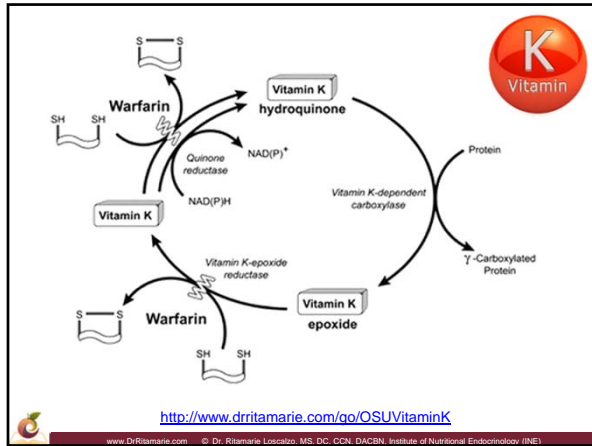 S S
K
Vitamin
Vitamin K
hydroquinone
Warfarin
SH SH
Quinone
reductase
NAD(P)+
NAD(P)H
Protein
Vitamin K-dependent
carboxylase
Vitamin K
γ-Carboxylated
Protein
Vitamin K-epoxide
reductase
Vitamin K
epoxide
S S
Warfarin
SH SH
http://www.drritamarie.com/go/OSUVitaminK
www.DrRitamarie.com © Dr. Ritamarie Loscalzo, MS, DC, CCN, DACBN, Institute of Nutritional Endocrinology (INE)